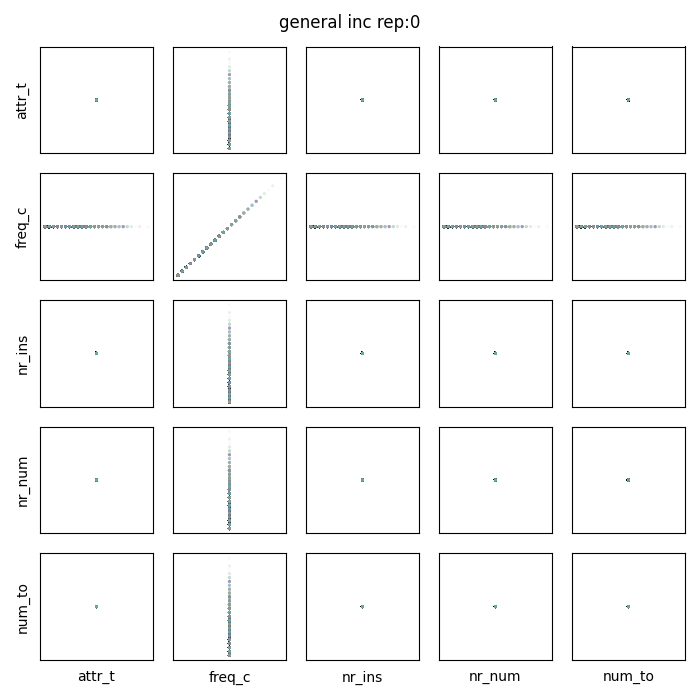 general inc rep:0
attr_t
freq_c
nr_ins
nr_num
num_to
attr_t freq_c nr_ins nr_num num_to